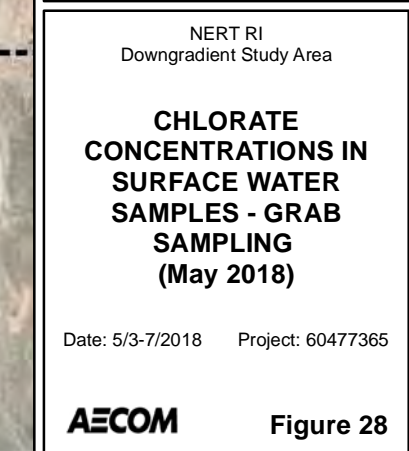 NERT RI
Downgradient Study Area
CHLORATE
CONCENTRATIONS IN
SURFACE WATER
SAMPLES - GRAB
SAMPLING
(May 2018)
Date: 5/3-7/2018 Project: 60477365
AECOM Figure 28